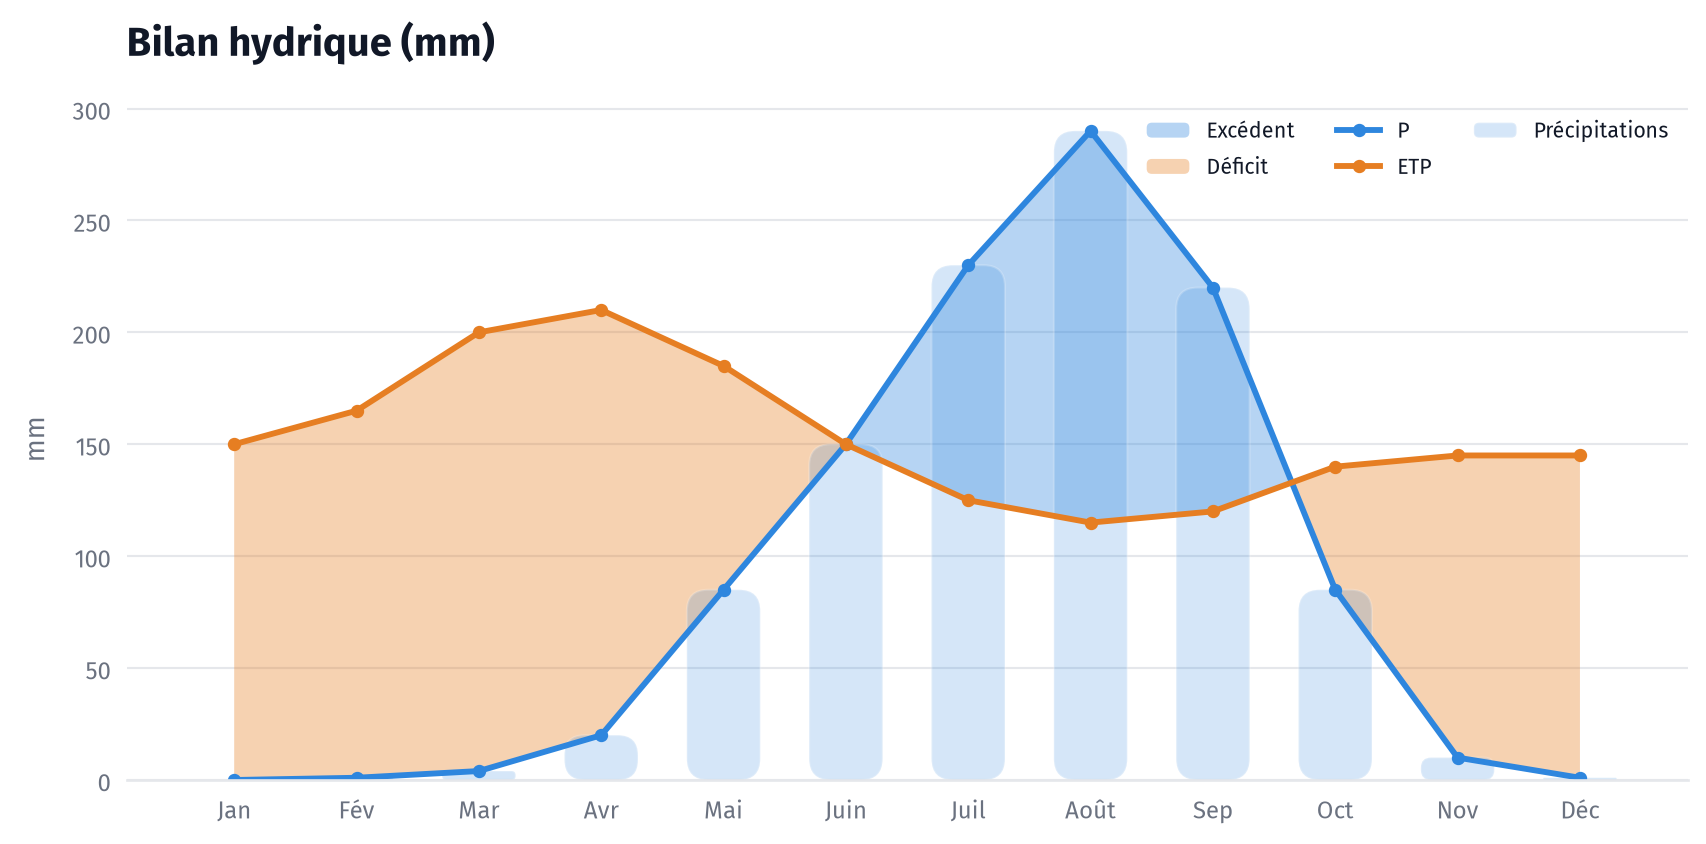 Bilan hydrique (mm)
300
250
200
150
100
50
0
mm
Excédent
Déficit
P
ETP
Précipitations
Jan Fév Mar Avr Mai Juin Juil Août Sep Oct Nov Déc